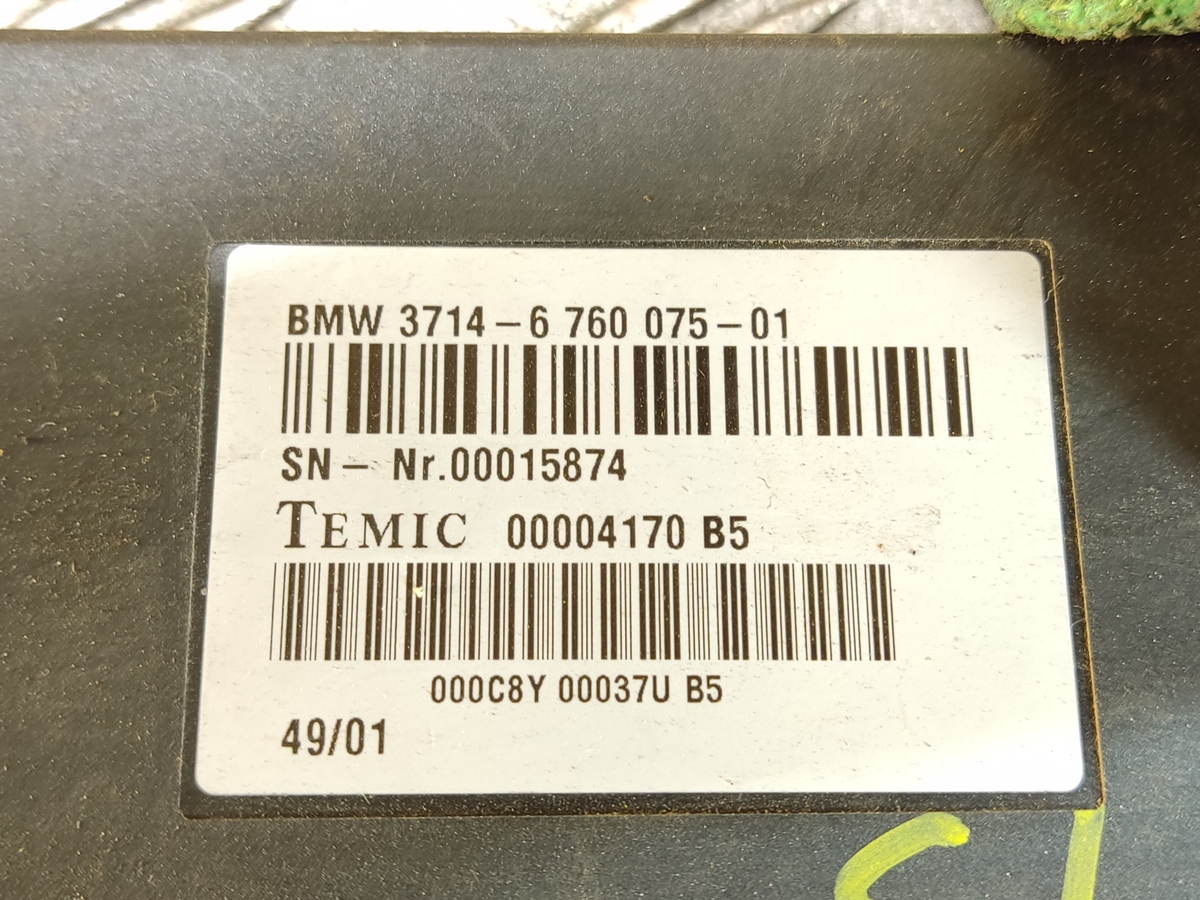 BMW 3714-6 760 075-01
SN- Nr.00015874
TEMIC 00004170 B5
000C8Y 00037U B5
49/01